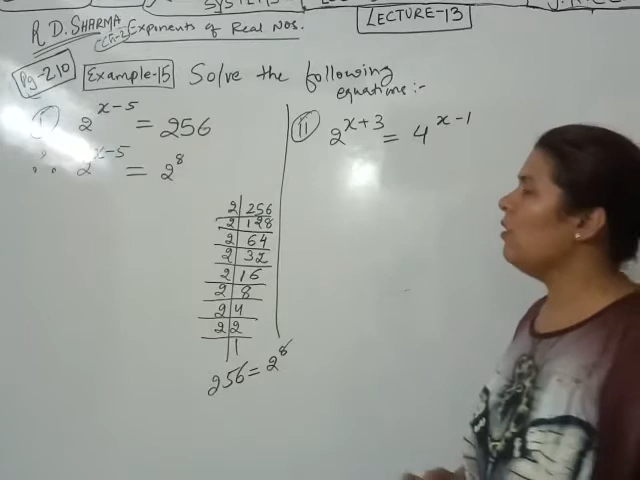 SYSTEM
LECTURE-13
R.D. SHARMA
(CH-2) Exponents of Real Nos.
Pg-210
Example-15 Solve the following
equations:-
(I) 2^{x-5} = 256
∴ 2^{x-5} = 2^8
2 | 256
2 | 128
2 | 64
2 | 32
2 | 16
2 | 8
2 | 4
2 | 2
| 1
256 = 2^8
(II) 2^{x+3} = 4^{x-1}